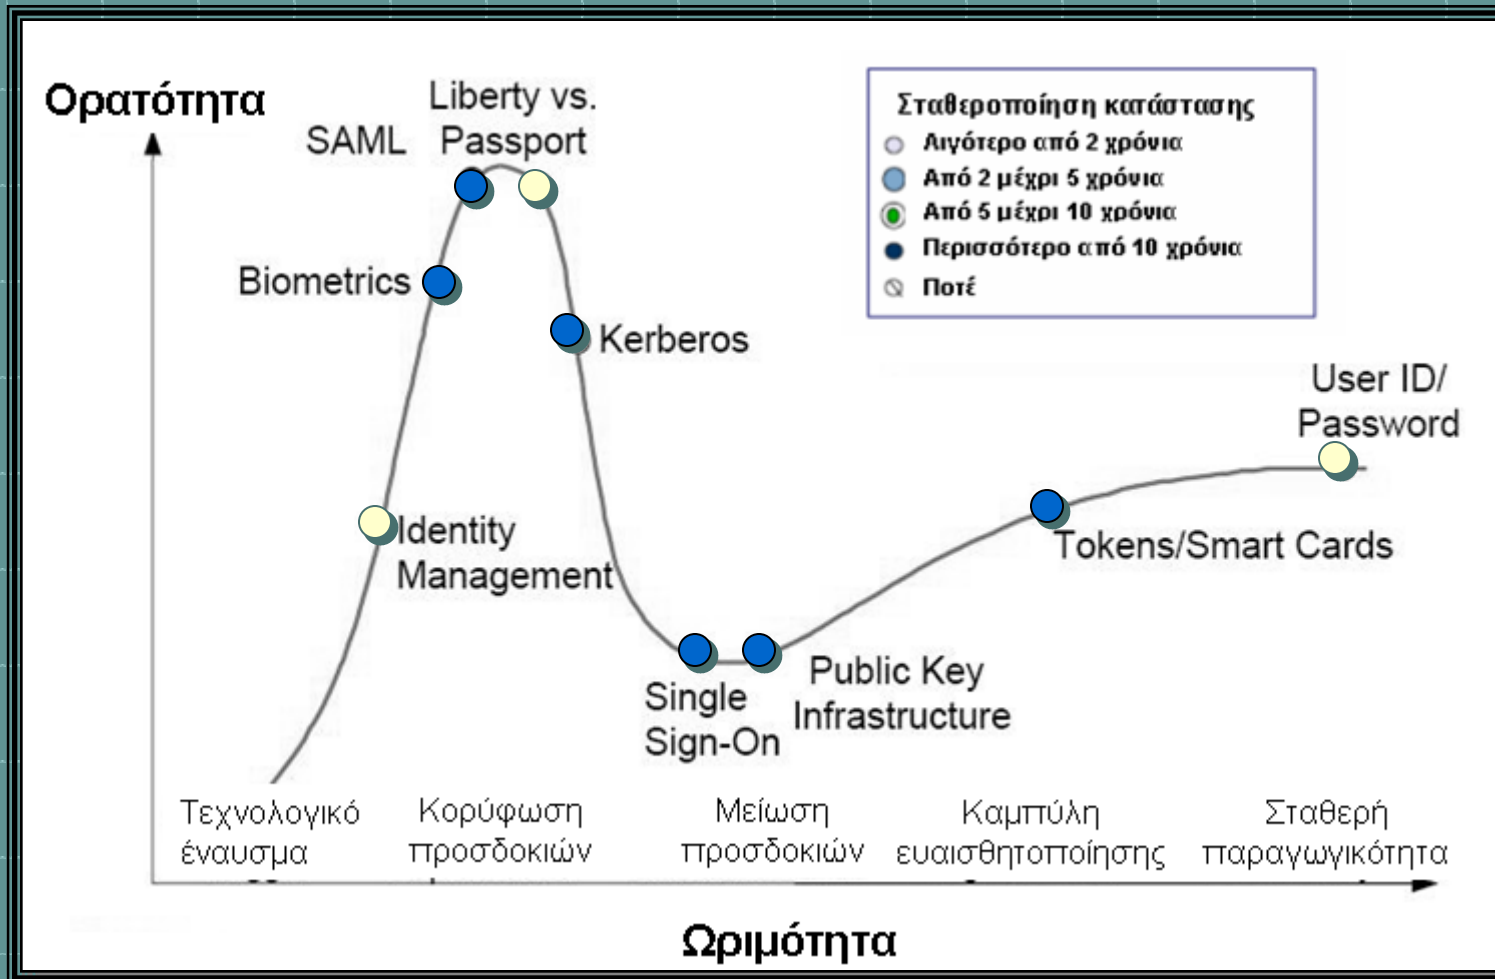 Ορατότητα
Liberty vs.
Passport
SAML
Biometrics
Kerberos
Identity
Management
Single
Sign-On
Public Key
Infrastructure
Tokens/Smart Cards
User ID/
Password
Σταθεροποίηση κατάστασης
Λιγότερο από 2 χρόνια
Από 2 μέχρι 5 χρόνια
Από 5 μέχρι 10 χρόνια
Περισσότερο από 10 χρόνια
Ποτέ
Τεχνολογικό
έναυσμα
Κορύφωση
προσδοκιών
Μείωση
προσδοκιών
Καμπύλη
ευαισθητοποίησης
Σταθερή
παραγωγικότητα
Ωριμότητα